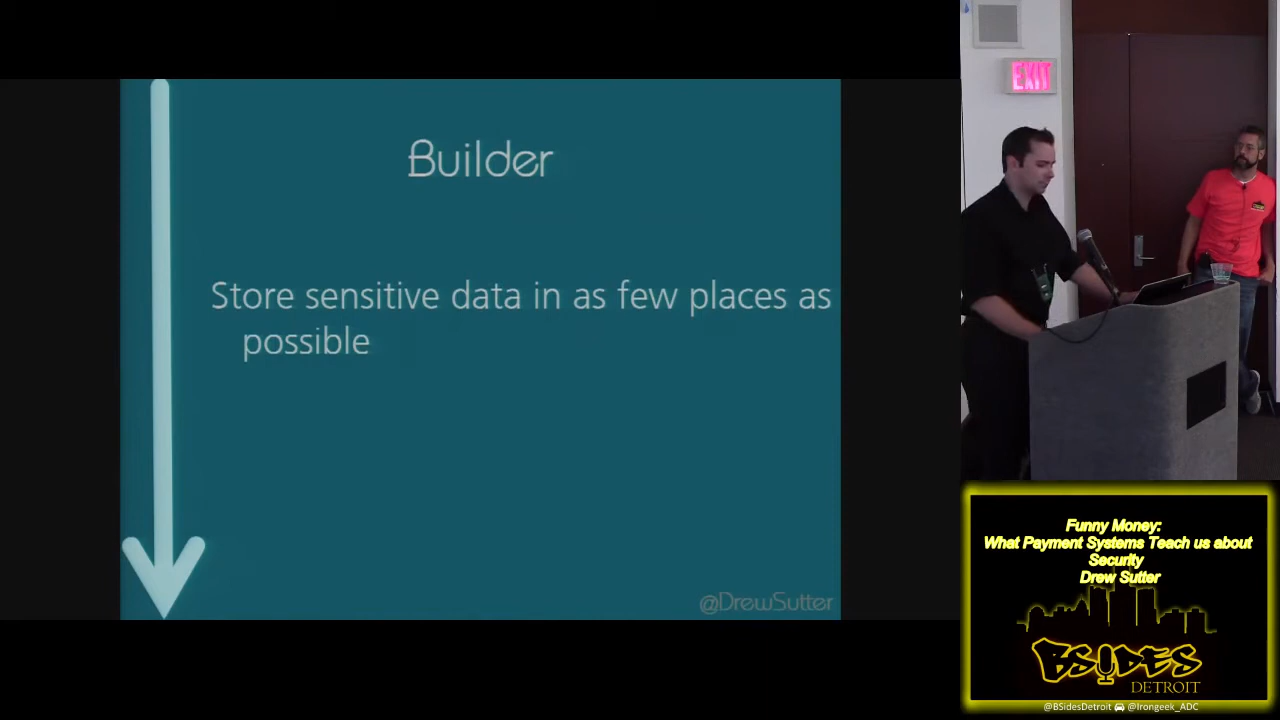 Builder
Store sensitive data in as few places as
possible
@DrewSutter
EXIT
Funny Money:
What Payment Systems Teach us about
Security
Drew Sutter
BSIDES
DETROIT
@BSidesDetroit @Irongeek_ADC